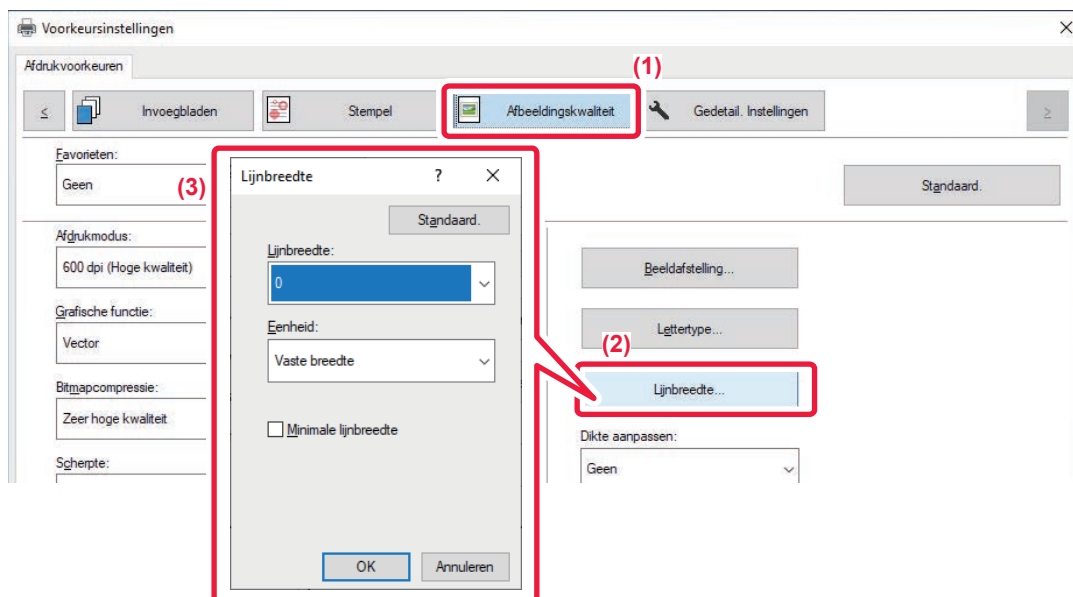 Voorkeursinstellingen
Afdrukvoorkeuren
(1)
<
Invoegbladen
Stempel
Afbeeldingskwaliteit
Gedetail. Instellingen
>
Favorieten:
Geen
(3)
Lijnbreedte
?
Standaard.
Standaard.
Afdrukmodus:
600 dpi (Hoge kwaliteit)
Lijnbreedte:
0
Beeldafstelling...
Grafische functie:
Vector
Eenheid:
Vaste breedte
Lettertype...
(2)
Bitmapcompressie:
Zeer hoge kwaliteit
Lijnbreedte...
Minimale lijnbreedte
Dikte aanpassen:
Geen
Scherpte:
OK
Annuleren